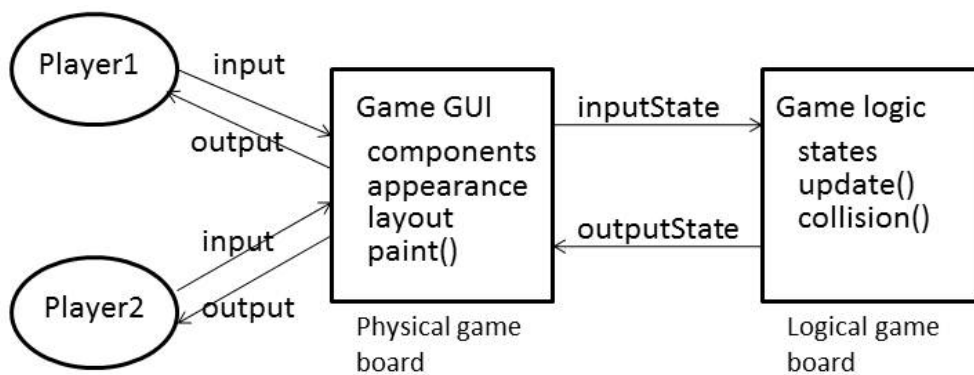 Player1
input
output
Player2
input
output
Game GUI
components
appearance
layout
paint()
Physical game
board
inputState
outputState
Game logic
states
update()
collision()
Logical game
board